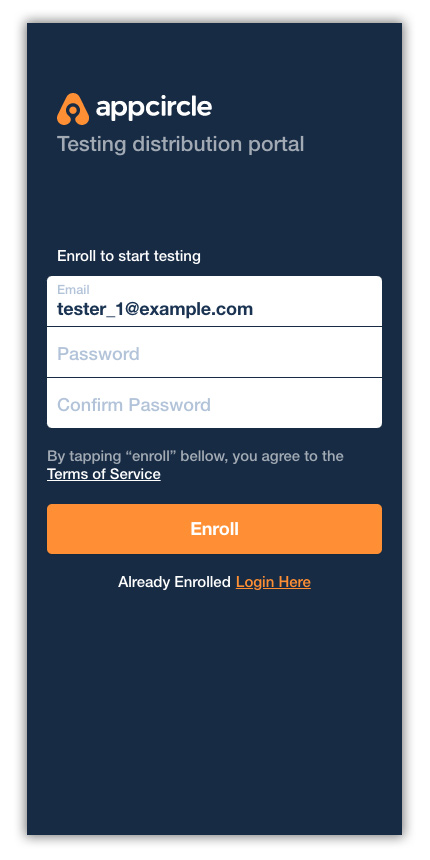 appcircle
Testing distribution portal
Enroll to start testing
Email
tester_1@example.com
Password
Confirm Password
By tapping “enroll” bellow, you agree to the
Terms of Service
Enroll
Already Enrolled Login Here